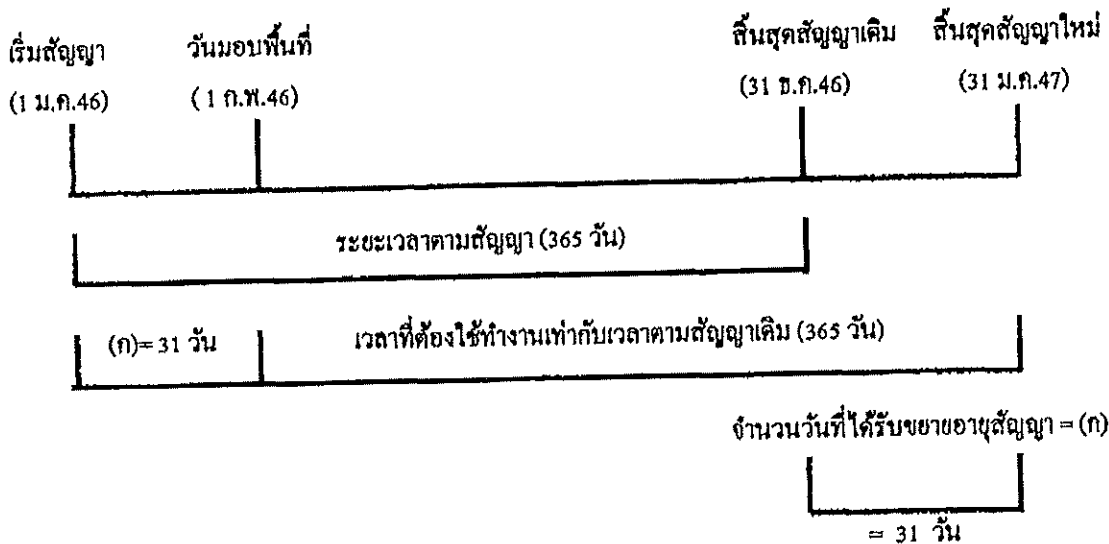 เริ่มสัญญา วันมอบพื้นที่ สิ้นสุดสัญญาเดิม สิ้นสุดสัญญาใหม่
(1 ม.ค.46) (1 ก.พ.46) (31 ธ.ค.46) (31 ม.ค.47)
ระยะเวลาตามสัญญา (365 วัน)
(ก)= 31 วัน เวลาที่ต้องใช้ทำงานเท่ากับเวลาตามสัญญาเดิม (365 วัน)
จำนวนวันที่ได้รับขยายอายุสัญญา = (ก)
= 31 วัน